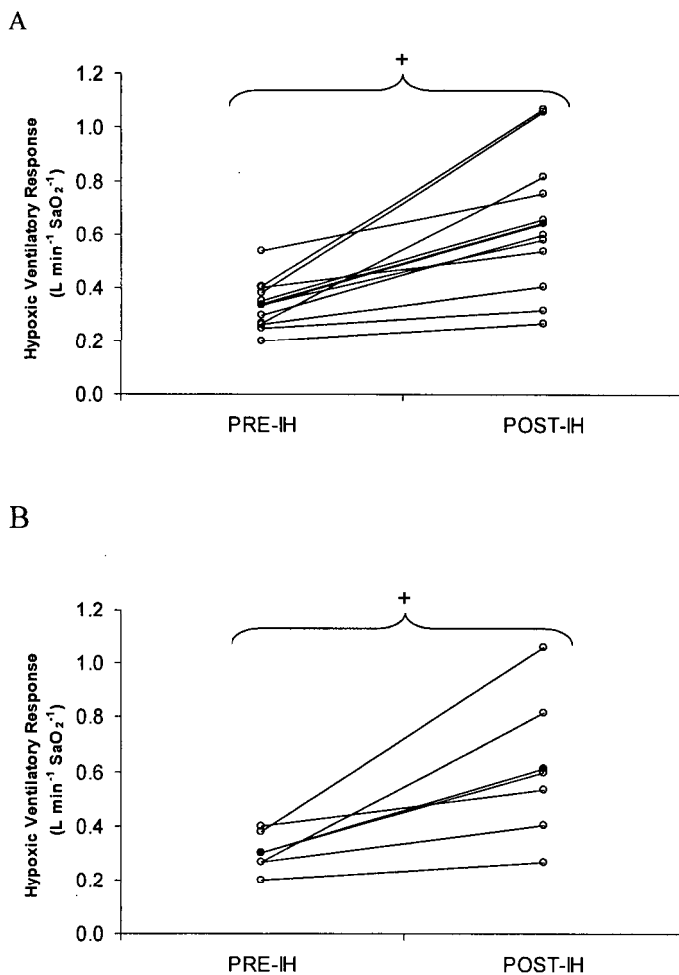 A
+
1.2
1.0
0.8
0.6
0.4
0.2
0.0
Hypoxic Ventilatory Response
(L min⁻¹ SaO₂⁻¹)
PRE-IH POST-IH
B
+
1.2
1.0
0.8
0.6
0.4
0.2
0.0
Hypoxic Ventilatory Response
(L min⁻¹ SaO₂⁻¹)
PRE-IH POST-IH